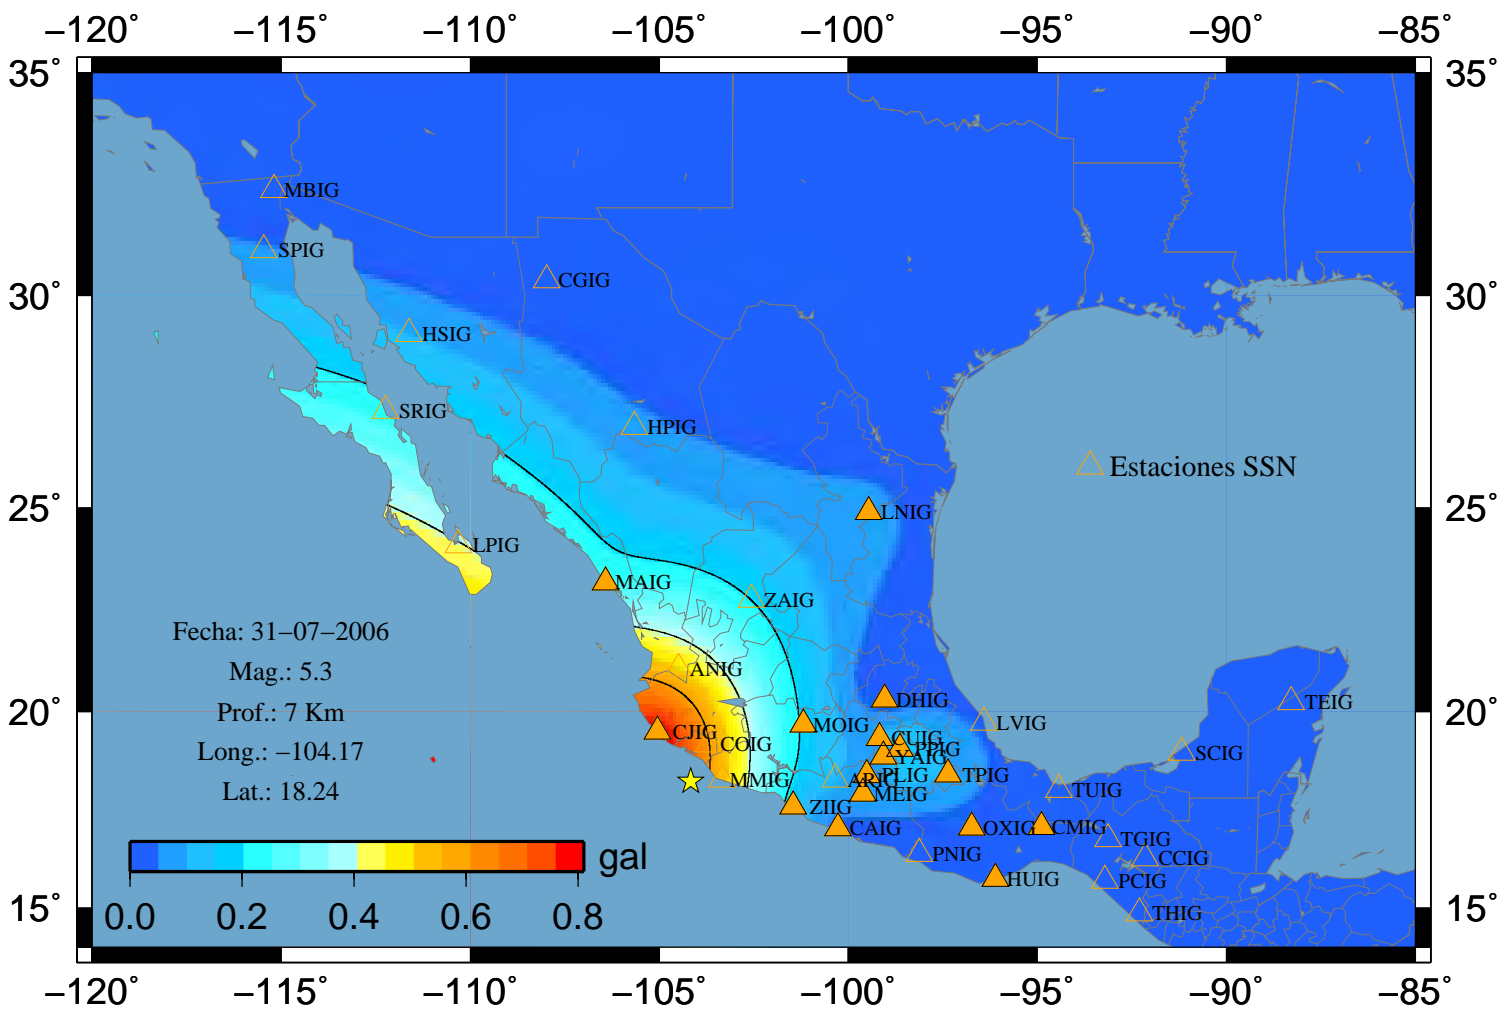 −120° −115° −110° −105° −100° −95° −90° −85°
35° 35°
MBIG
SPIG
CGIG
30° 30°
HSIG
SRIG
HPIG
Estaciones SSN
25° LNIG 25°
LPIG
MAIG
ZAIG
Fecha: 31−07−2006
ANIG
Mag.: 5.3
DHIG
TEIG
20° Prof.: 7 Km 20°
CJIG MOIG LVIG
COIG CUIG
PPIG
Long.: −104.17 YAIG SCIG
MMIG ARIG PLIG TPIG
Lat.: 18.24 MEIG TUIG
ZIIG
CAIG OXIG CMIG
TGIG
gal PNIG CCIG
HUIG PCIG
15° 0.0 0.2 0.4 0.6 0.8 THIG 15°
−120° −115° −110° −105° −100° −95° −90° −85°